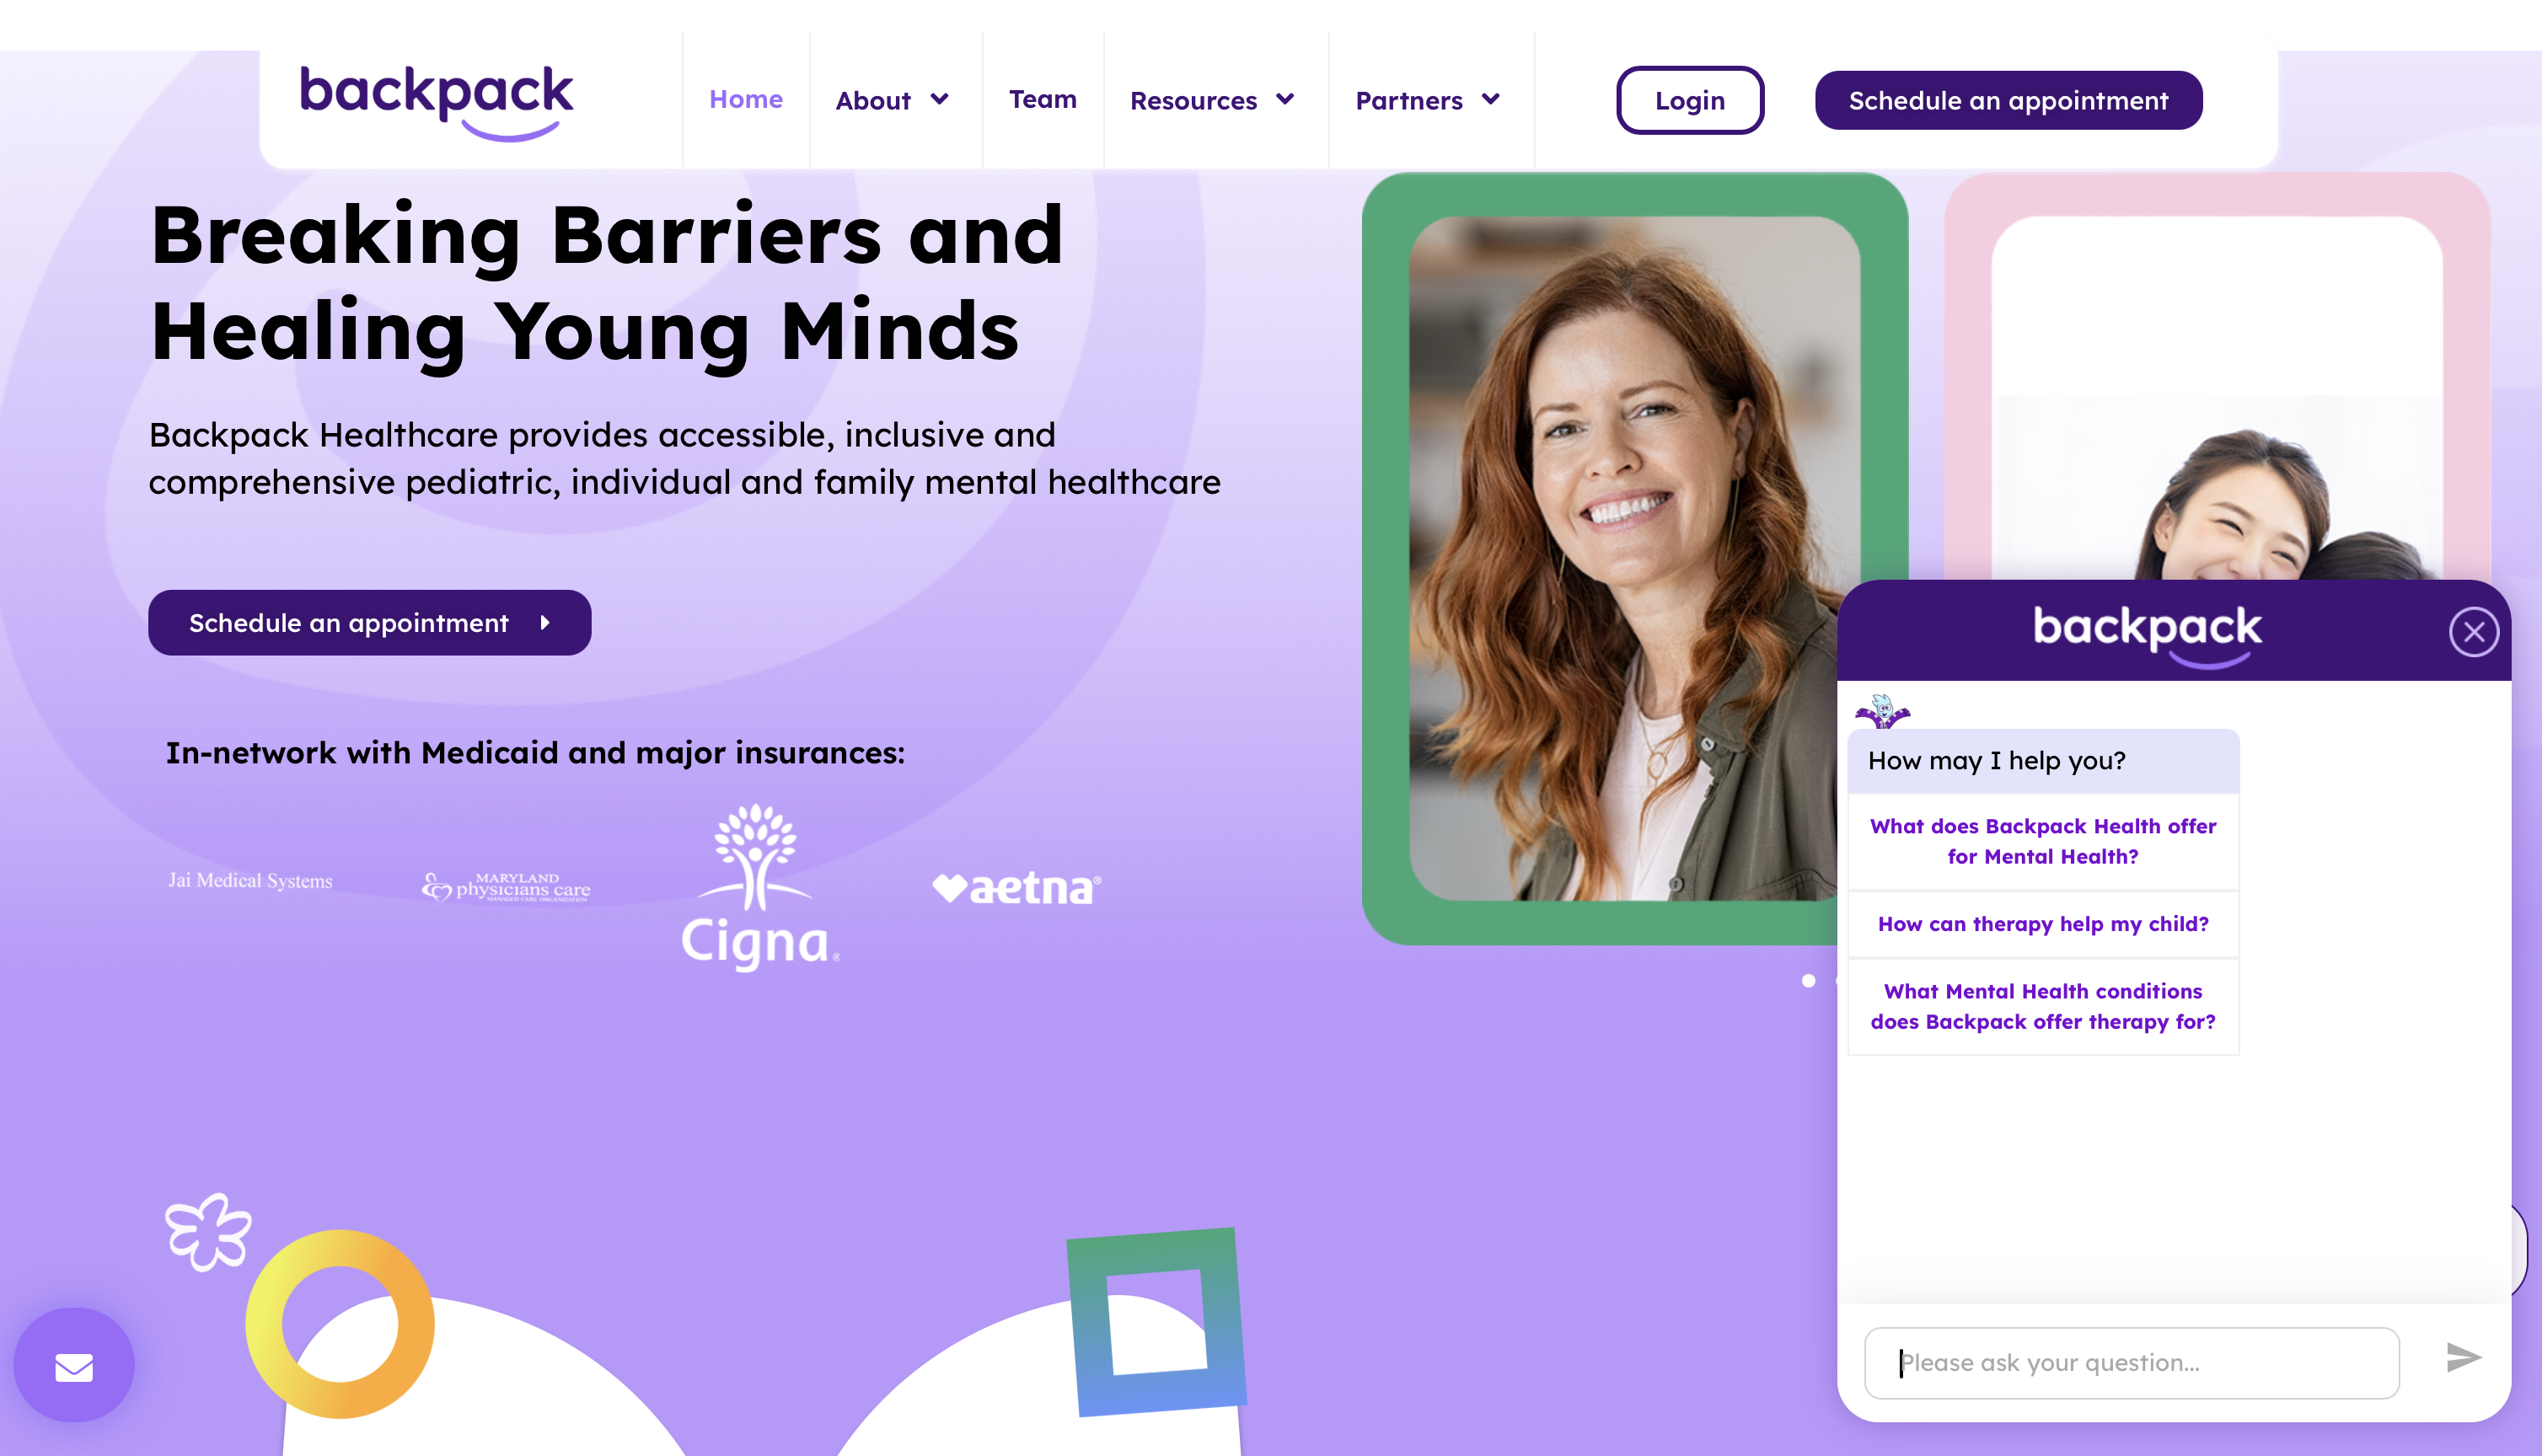 backpack
Home
About
Team
Resources
Partners
Login
Schedule an appointment
Breaking Barriers and
Healing Young Minds
Backpack Healthcare provides accessible, inclusive and
comprehensive pediatric, individual and family mental healthcare
Schedule an appointment
In-network with Medicaid and major insurances:
Jai Medical Systems
MARYLAND
physicians care
MANAGED CARE ORGANIZATION
Cigna®
aetna®
backpack
How may I help you?
What does Backpack Health offer
for Mental Health?
How can therapy help my child?
What Mental Health conditions
does Backpack offer therapy for?
Please ask your question...